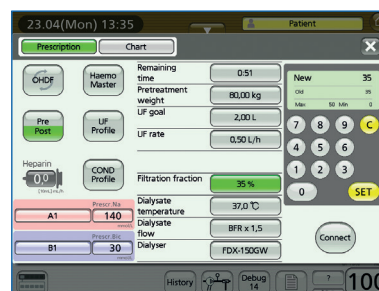 23.04(Mon) 13:35
Patient
Prescription
Chart
X
OHDF
Haemo Master
Remaining time
0:51
Pretreatment weight
80,00 kg
Pre Post
UF Profile
UF goal
2,00 L
UF rate
0,50 L/h
Heparin
0.0
COND Profile
Filtration fraction
35 %
Prescr.Na
A1
140
Dialysate temperature
37,0 °C
Dialysate flow
BFR x 1,5
Prescr.Bic
B1
30
Dialyser
FDX-150GW
New 35
Old 35
Max 50 Min 0
7 8 9 C
4 5 6
1 2 3
0 SET
Connect
History
Debug 14
?
100